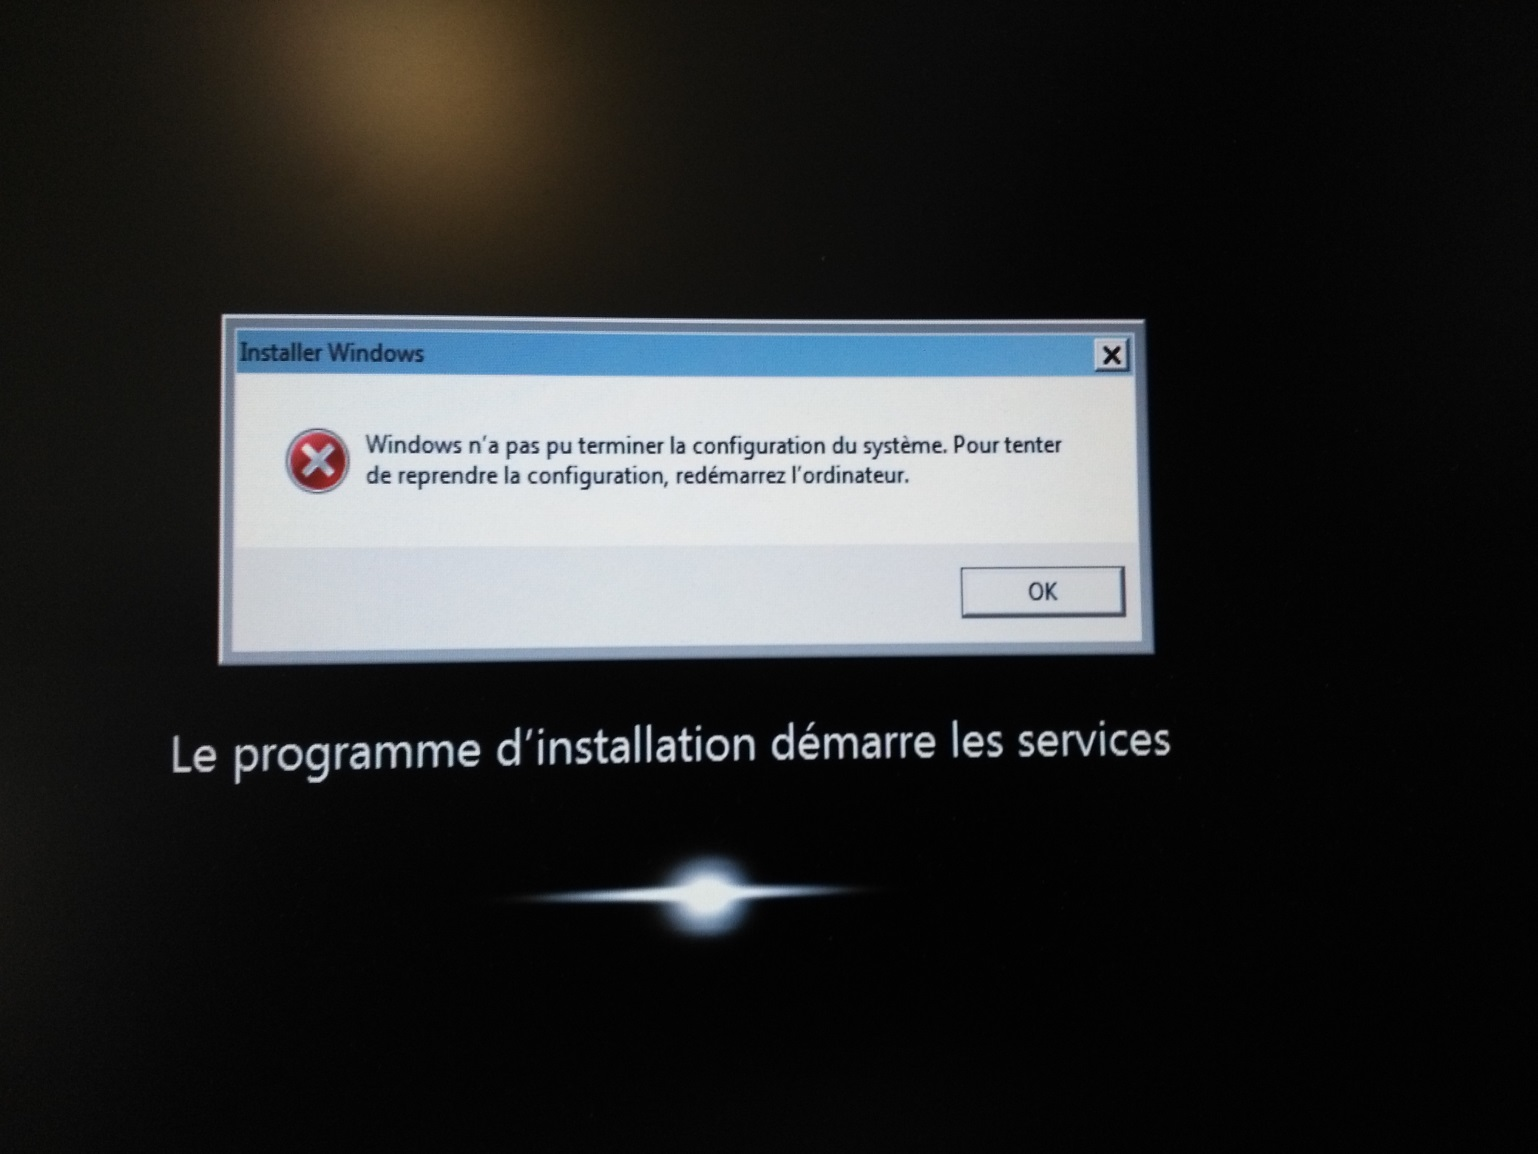 Installer Windows
Windows n'a pas pu terminer la configuration du système. Pour tenter
de reprendre la configuration, redémarrez l'ordinateur.
OK
Le programme d'installation démarre les services